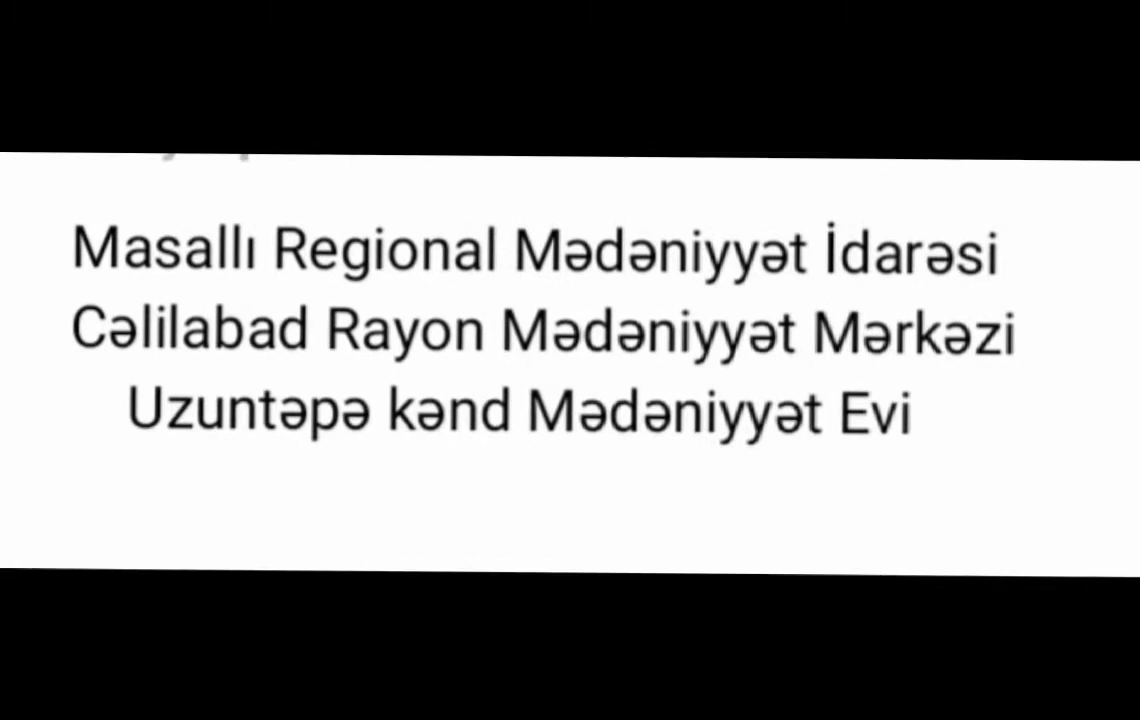 Masallı Regional Mədəniyyət İdarəsi
Cəlilabad Rayon Mədəniyyət Mərkəzi
Uzuntəpə kənd Mədəniyyət Evi